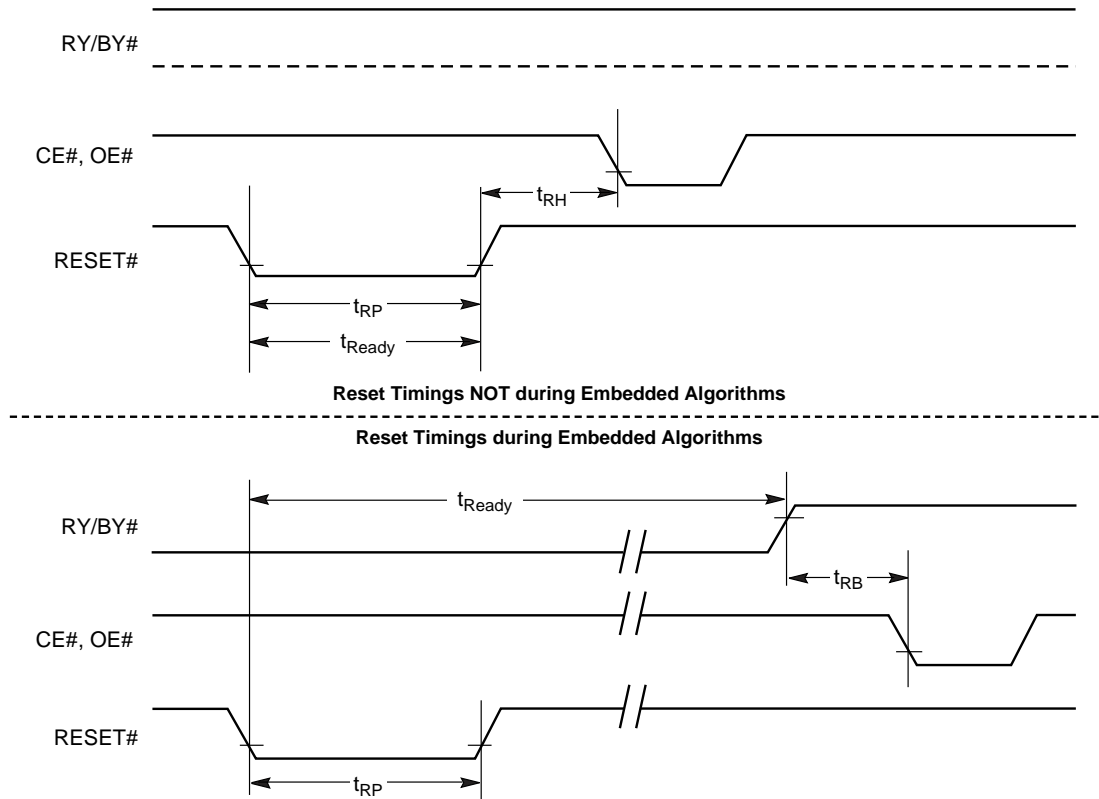 RY/BY#
CE#, OE#
tRH
RESET#
tRP
tReady
Reset Timings NOT during Embedded Algorithms
Reset Timings during Embedded Algorithms
tReady
RY/BY#
tRB
CE#, OE#
RESET#
tRP